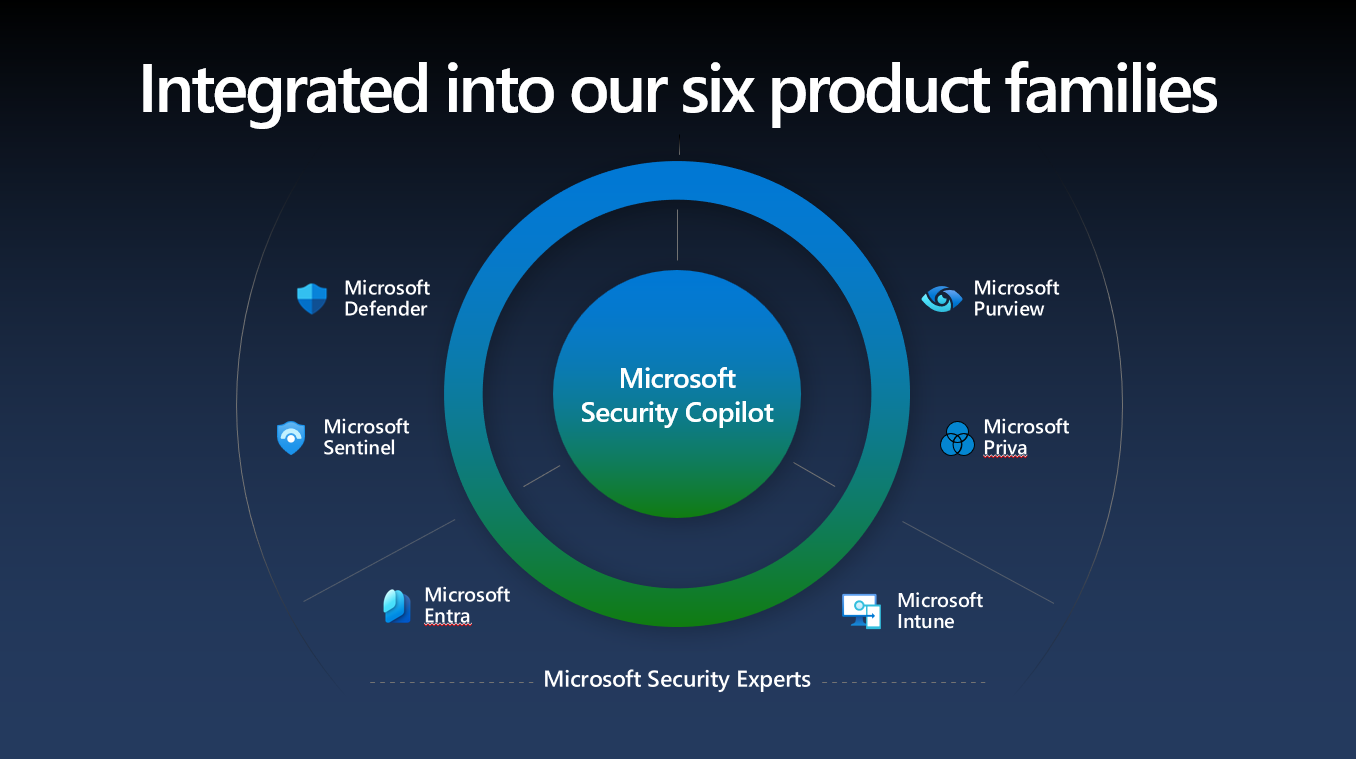 Integrated into our six product families
Microsoft
Defender
Microsoft
Purview
Microsoft
Security Copilot
Microsoft
Sentinel
Microsoft
Priva
Microsoft
Entra
Microsoft
Intune
Microsoft Security Experts